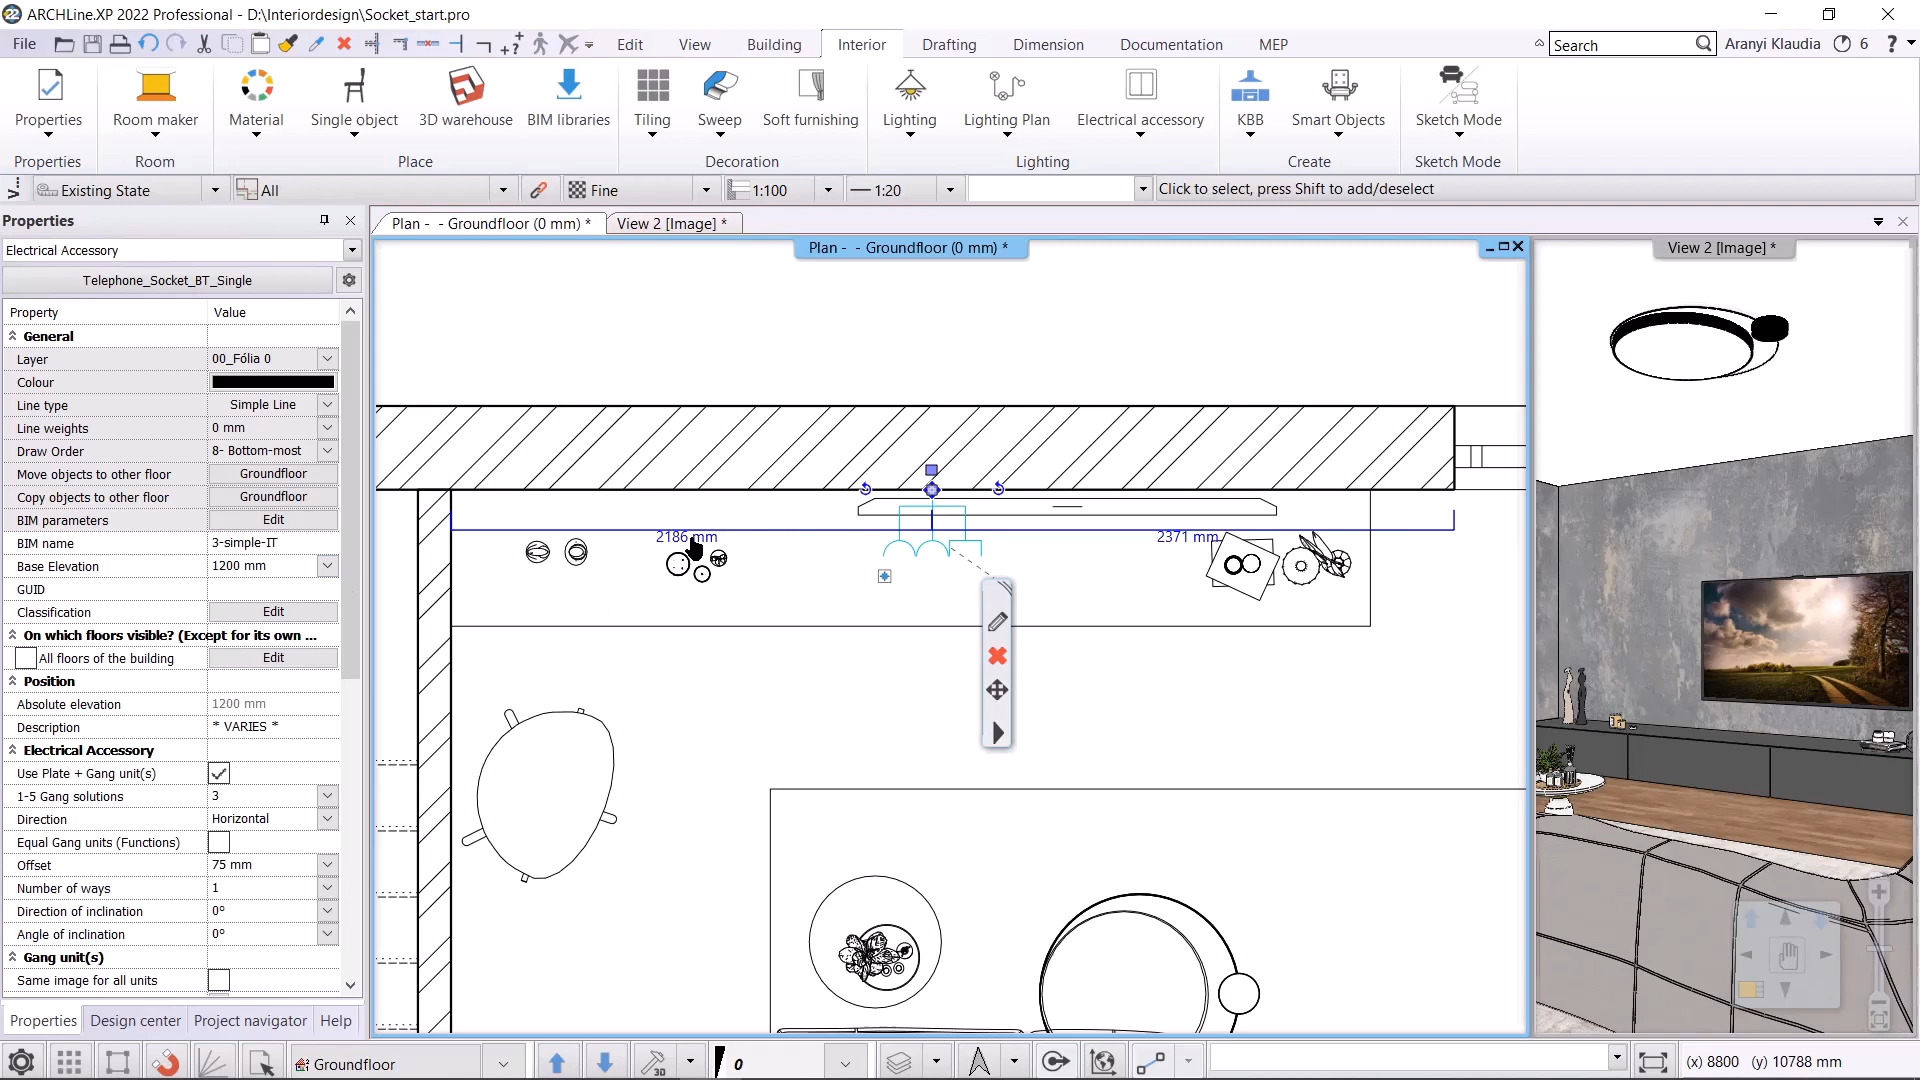 ARCHLine.XP 2022 Professional - D:\Interiordesign\Socket_start.pro
File Edit View Building Interior Drafting Dimension Documentation MEP Search Aranyi Klaudia 6 ?
Properties Room maker Material Single object 3D warehouse BIM libraries Tiling Sweep Soft furnishing Lighting Lighting Plan Electrical accessory KBB Smart Objects Sketch Mode
Properties Room Place Decoration Lighting Create Sketch Mode
Existing State All Fine 1:100 1:20 Click to select, press Shift to add/deselect
Properties
Plan - - Groundfloor (0 mm) * View 2 [Image] *
Electrical Accessory
Plan - - Groundfloor (0 mm) * View 2 [Image] *
Telephone_Socket_BT_Single
Property Value
General
Layer 00_Fólia 0
Colour
Line type Simple Line
Line weights 0 mm
Draw Order 8- Bottom-most
Move objects to other floor Groundfloor
Copy objects to other floor Groundfloor
BIM parameters Edit
BIM name 3-simple-IT
Base Elevation 1200 mm
GUID
Classification Edit
On which floors visible? (Except for its own ...
All floors of the building Edit
Position
Absolute elevation 1200 mm
Description * VARIES *
Electrical Accessory
Use Plate + Gang unit(s)
1-5 Gang solutions 3
Direction Horizontal
Equal Gang units (Functions)
Offset 75 mm
Number of ways 1
Direction of inclination 0°
Angle of inclination 0°
Gang unit(s)
Same image for all units
2186 mm
2371 mm
Properties Design center Project navigator Help
Groundfloor 3D 0 (x) 8800 (y) 10788 mm